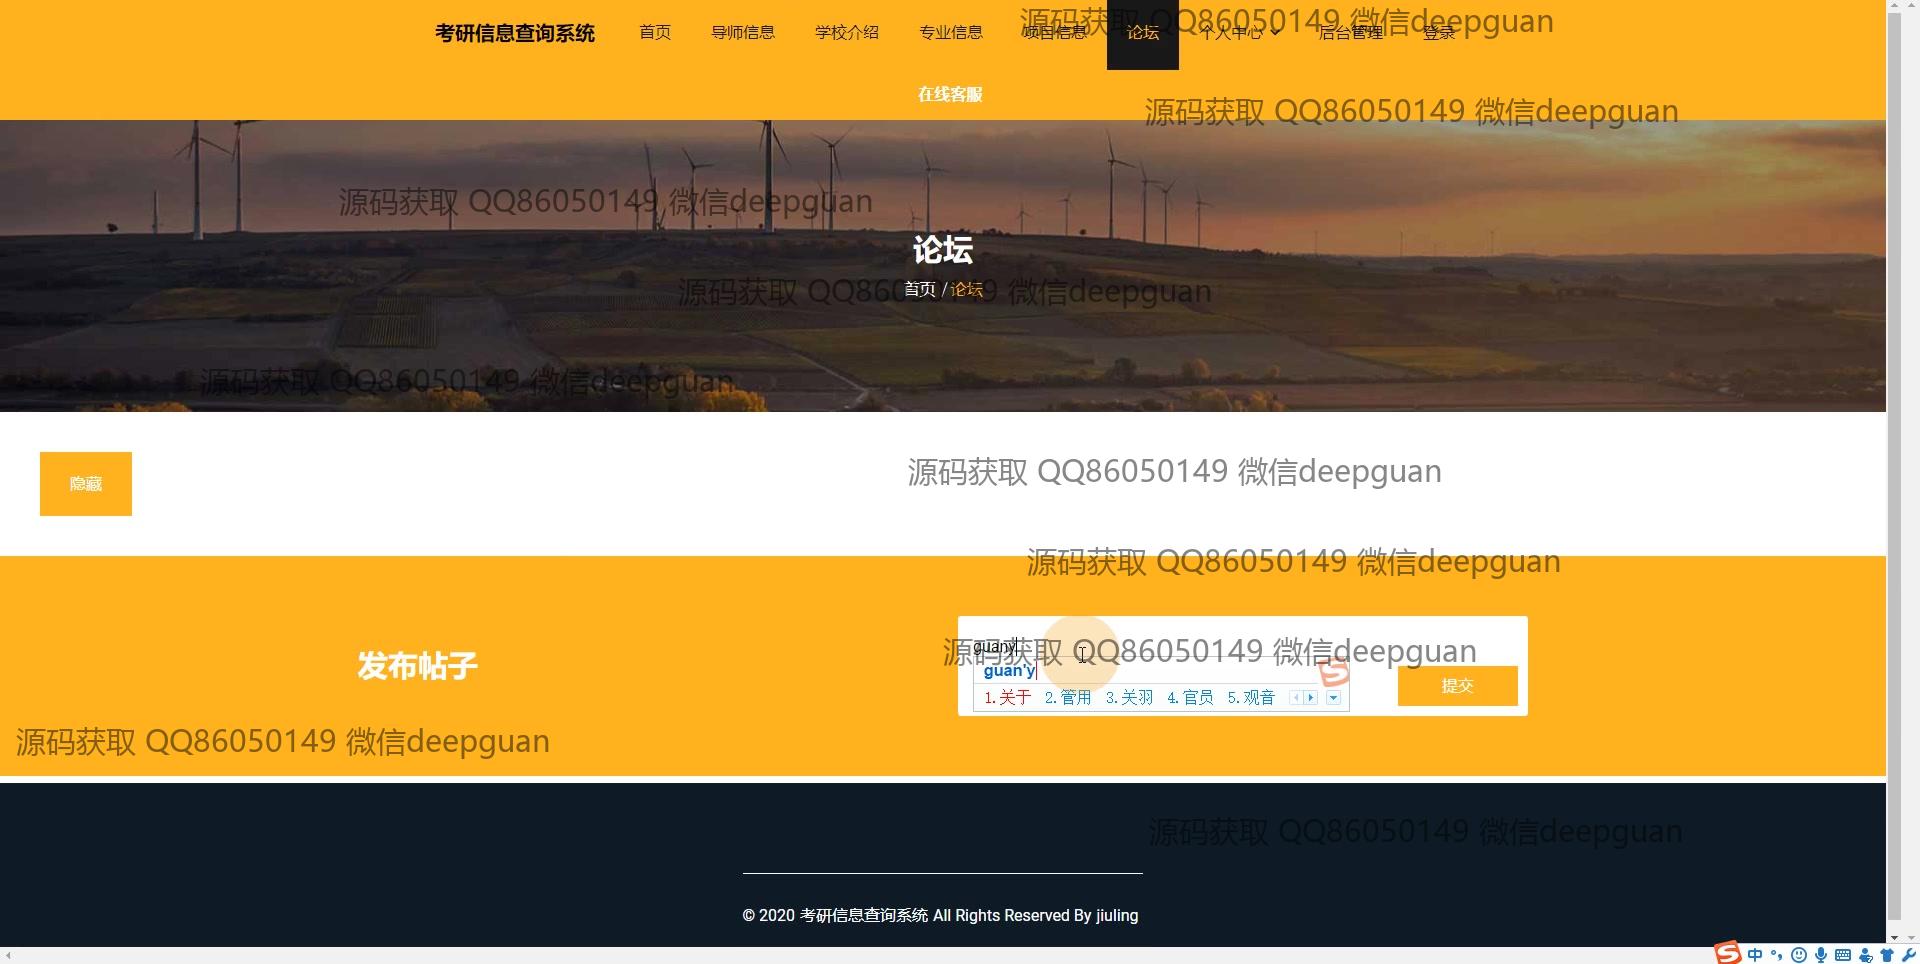 考研信息查询系统 首页 导师信息 学校介绍 专业信息 项目信息 论坛 个人中心 后台管理 登录
源码获取 QQ86050149 微信deepguan
在线客服
源码获取 QQ86050149 微信deepguan
源码获取 QQ86050149 微信deepguan
论坛
首页 / 论坛
源码获取 QQ86050149 微信deepguan
源码获取 QQ86050149 微信deepguan
源码获取 QQ86050149 微信deepguan
隐藏
源码获取 QQ86050149 微信deepguan
guany
源码获取 QQ86050149 微信deepguan
发布帖子
guan'y
1.关于 2.管用 3.关羽 4.官员 5.观音
提交
源码获取 QQ86050149 微信deepguan
源码获取 QQ86050149 微信deepguan
© 2020 考研信息查询系统 All Rights Reserved By jiuling
中